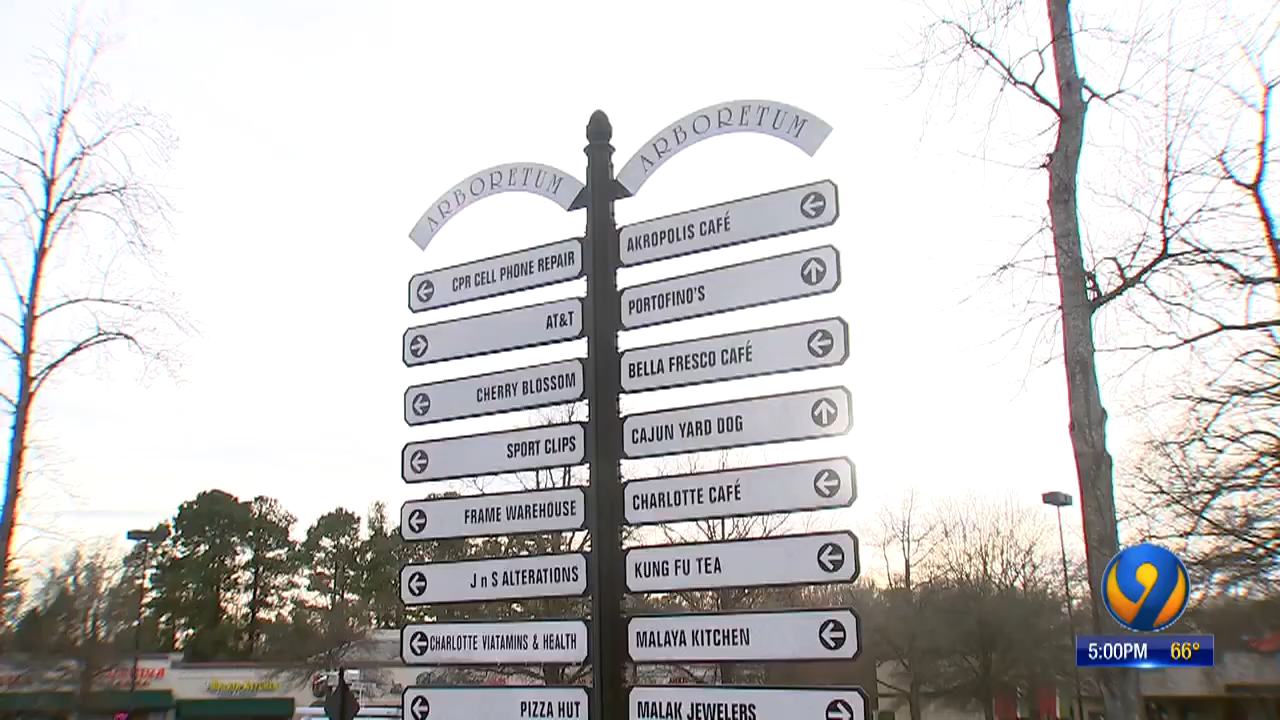 ARBORETUM
CPR CELL PHONE REPAIR
AT&T
CHERRY BLOSSOM
SPORT CLIPS
FRAME WAREHOUSE
J n S ALTERATIONS
CHARLOTTE VIATAMINS & HEALTH
PIZZA HUT
ARBORETUM
AKROPOLIS CAFÉ
PORTOFINO'S
BELLA FRESCO CAFÉ
CAJUN YARD DOG
CHARLOTTE CAFÉ
KUNG FU TEA
MALAYA KITCHEN
MALAK JEWELERS
9
5:00PM 66°